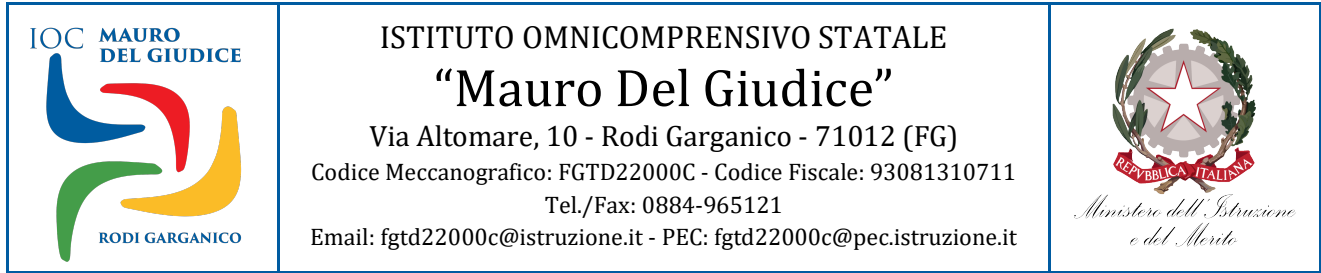 IOC MAURO
DEL GIUDICE
RODI GARGANICO
ISTITUTO OMNICOMPRENSIVO STATALE
“Mauro Del Giudice”
Via Altomare, 10 - Rodi Garganico - 71012 (FG)
Codice Meccanografico: FGTD22000C - Codice Fiscale: 93081310711
Tel./Fax: 0884-965121
Email: fgtd22000c@istruzione.it - PEC: fgtd22000c@pec.istruzione.it
REPVBBLICA ITALIANA
Ministero dell'Istruzione
e del Merito